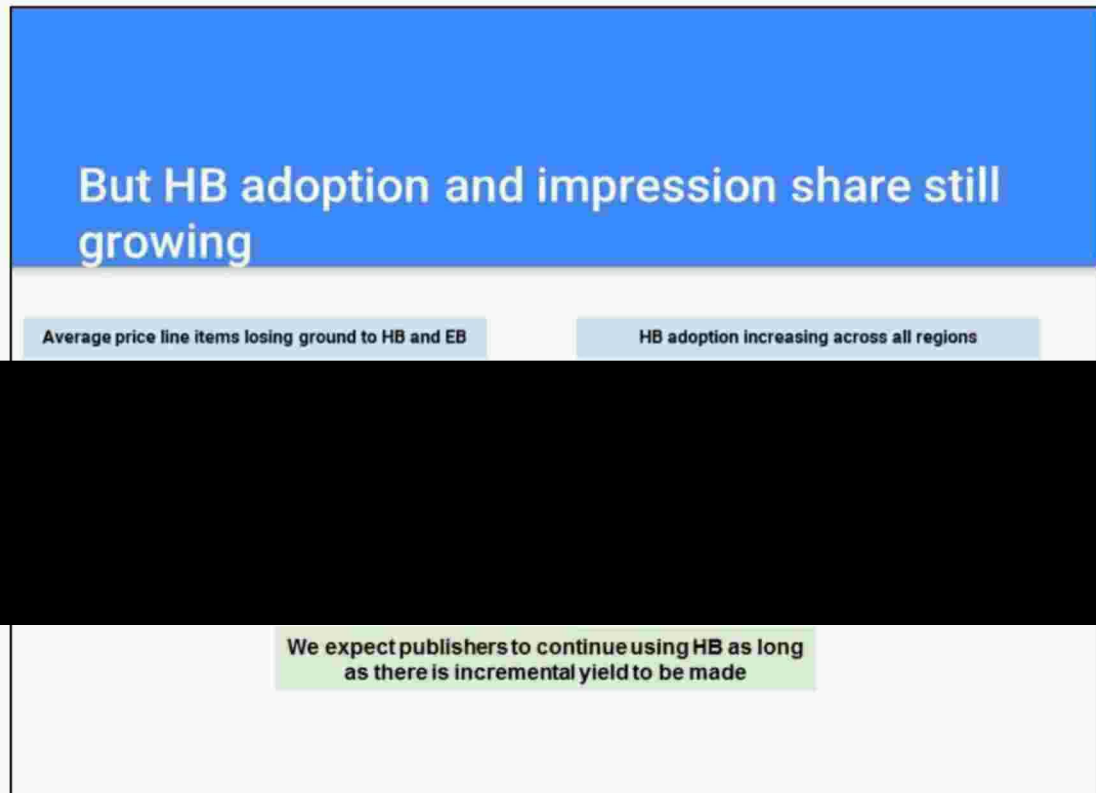 But HB adoption and impression share still
growing
Average price line items losing ground to HB and EB
HB adoption increasing across all regions
We expect publishers to continue using HB as long
as there is incremental yield to be made